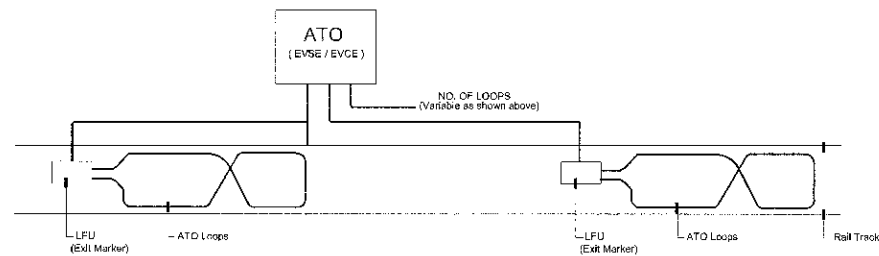 ATO
( EVSE / EVCE )
NO. OF LOOPS
(Variable as shown above)
LFU
(Exit Marker)
ATO Loops
LFU
(Exit Marker)
ATO Loops
Rail Track